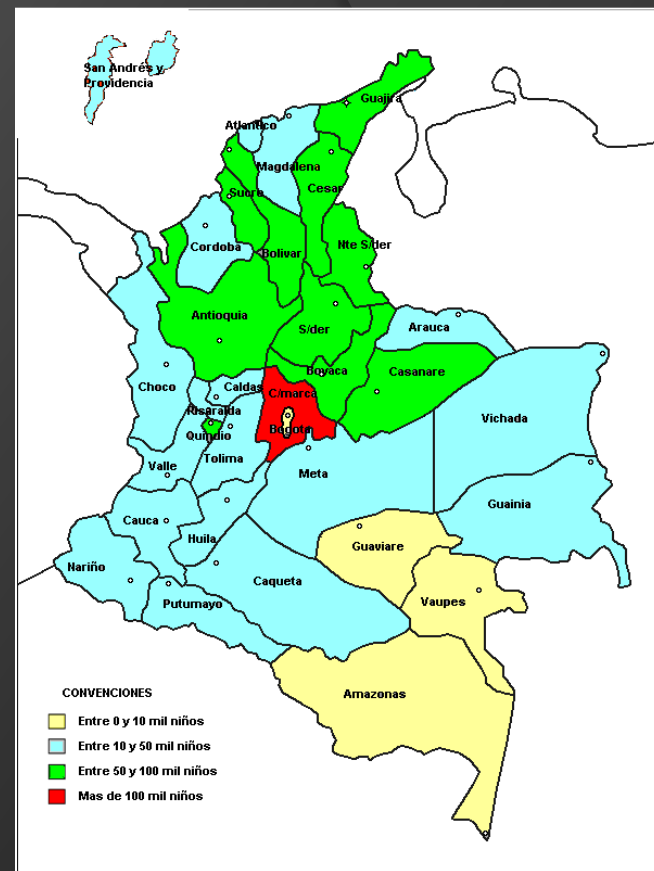 San Andrés y
Providencia
Guajira
Atlantico
Magdalena
Cesar
Sucre
Cordoba
Bolivar
Nte S/der
Antioquia
S/der
Arauca
Boyaca
Casanare
Choco
Caldas
C/marca
Risaralda
Quindio
Bogota
Vichada
Valle
Tolima
Meta
Guainia
Cauca
Huila
Guaviare
Nariño
Caqueta
Putumayo
Vaupes
Amazonas
CONVENCIONES
Entre 0 y 10 mil niños
Entre 10 y 50 mil niños
Entre 50 y 100 mil niños
Mas de 100 mil niños